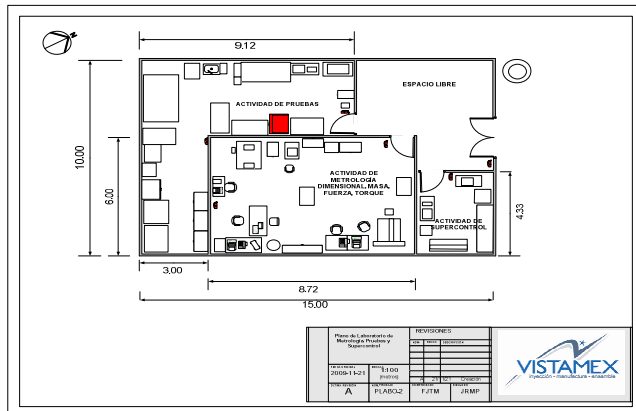 N
9.12
ESPACIO LIBRE
ACTIVIDAD DE PRUEBAS
10.00
6.00
ACTIVIDAD DE
METROLOGÍA
DIMENSIONAL, MASA,
FUERZA, TORQUE
ACTIVIDAD DE
SUPERCONTROL
4.33
3.00
8.72
15.00
Plano de Laboratorio de
Metrología Pruebas y
Supercontrol
REVISIONES
2009-11-21
1:100
(metros)
A
Creación
A
PLABO-2
FJTM
JRMP
VISTAMEX
inyección - manufactura - ensamble